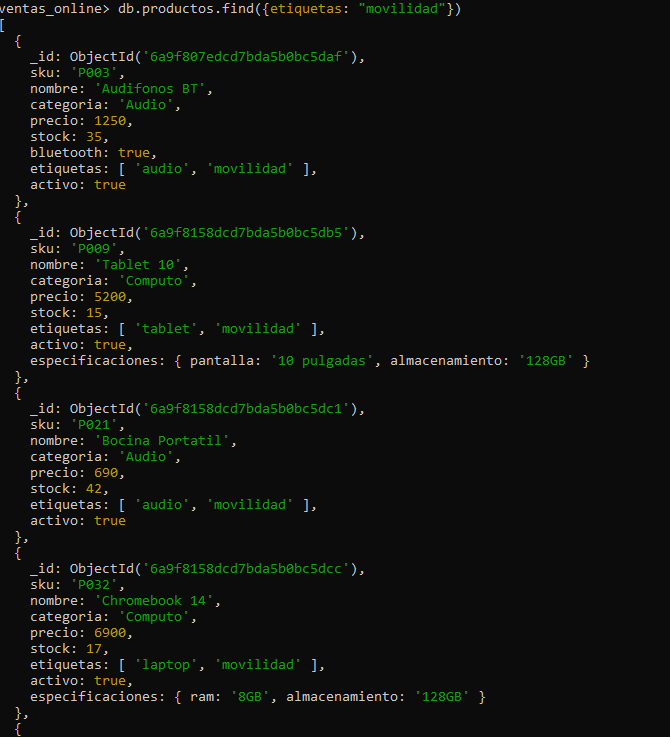 ventas_online> db.productos.find({etiquetas: "movilidad"})
[
  {
    _id: ObjectId('6a9f807edcd7bda5b0bc5daf'),
    sku: 'P003',
    nombre: 'Audifonos BT',
    categoria: 'Audio',
    precio: 1250,
    stock: 35,
    bluetooth: true,
    etiquetas: [ 'audio', 'movilidad' ],
    activo: true
  },
  {
    _id: ObjectId('6a9f8158dcd7bda5b0bc5db5'),
    sku: 'P009',
    nombre: 'Tablet 10',
    categoria: 'Computo',
    precio: 5200,
    stock: 15,
    etiquetas: [ 'tablet', 'movilidad' ],
    activo: true,
    especificaciones: { pantalla: '10 pulgadas', almacenamiento: '128GB' }
  },
  {
    _id: ObjectId('6a9f8158dcd7bda5b0bc5dc1'),
    sku: 'P021',
    nombre: 'Bocina Portatil',
    categoria: 'Audio',
    precio: 690,
    stock: 42,
    etiquetas: [ 'audio', 'movilidad' ],
    activo: true
  },
  {
    _id: ObjectId('6a9f8158dcd7bda5b0bc5dcc'),
    sku: 'P032',
    nombre: 'Chromebook 14',
    categoria: 'Computo',
    precio: 6900,
    stock: 17,
    etiquetas: [ 'laptop', 'movilidad' ],
    activo: true,
    especificaciones: { ram: '8GB', almacenamiento: '128GB' }
  },
  {